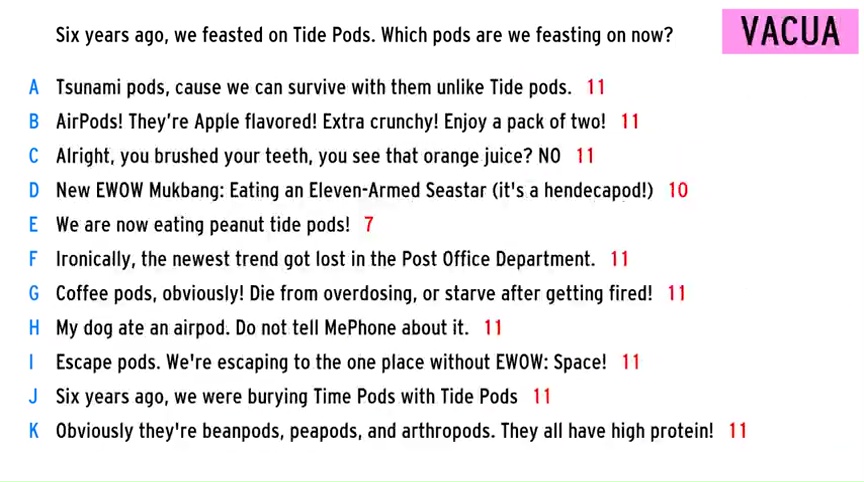 Six years ago, we feasted on Tide Pods. Which pods are we feasting on now?
VACUA
A Tsunami pods, cause we can survive with them unlike Tide pods. 11
B AirPods! They're Apple flavored! Extra crunchy! Enjoy a pack of two! 11
C Alright, you brushed your teeth, you see that orange juice? NO 11
D New EWOW Mukbang: Eating an Eleven-Armed Seastar (it's a hendecapod!) 10
E We are now eating peanut tide pods! 7
F Ironically, the newest trend got lost in the Post Office Department. 11
G Coffee pods, obviously! Die from overdosing, or starve after getting fired! 11
H My dog ate an airpod. Do not tell MePhone about it. 11
I Escape pods. We're escaping to the one place without EWOW: Space! 11
J Six years ago, we were burying Time Pods with Tide Pods 11
K Obviously they're beanpods, peapods, and arthropods. They all have high protein! 11